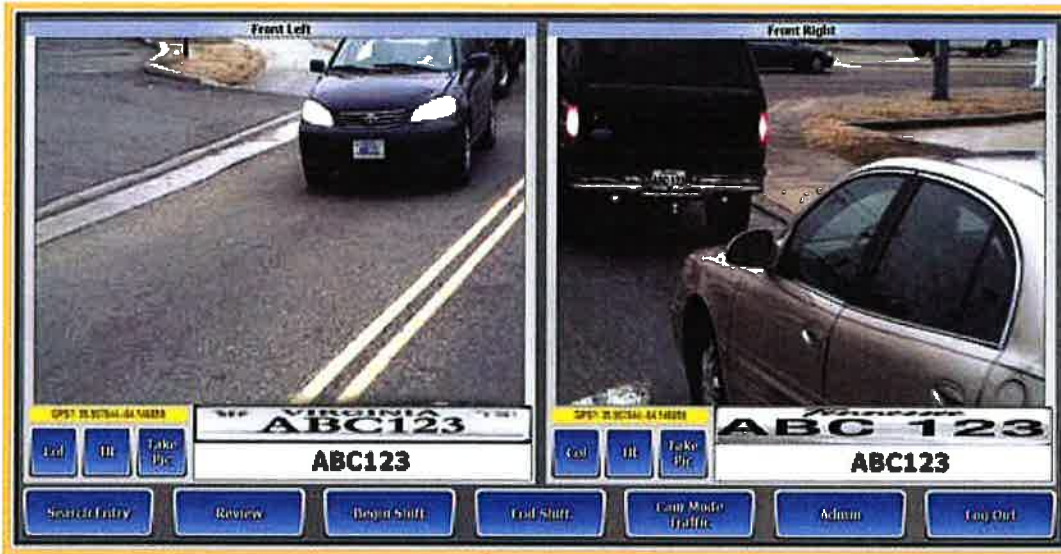 Front Left
Front Right
VIRGINIA
ABC123
ABC123
Tennessee
ABC 123
ABC123
Col
IR
Take
Pic
Col
IR
Take
Pic
Search Entry
Review
Begin Shift
End Shift
Cam Mode
Traffic
Admin
Log Out